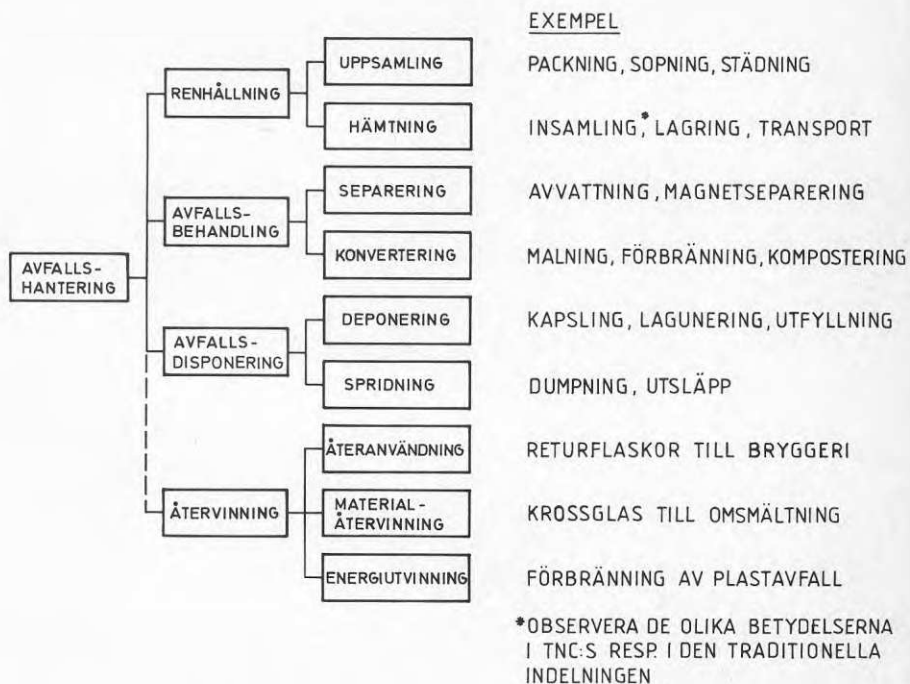 EXEMPEL
UPPSAMLING
PACKNING, SOPNING, STÄDNING
RENHÅLLNING
HÄMTNING
INSAMLING,* LAGRING, TRANSPORT
SEPARERING
AVVATTNING, MAGNETSEPARERING
AVFALLS-
BEHANDLING
KONVERTERING
MALNING, FÖRBRÄNNING, KOMPOSTERING
AVFALLS-
HANTERING
DEPONERING
KAPSLING, LAGUNERING, UTFYLLNING
AVFALLS-
DISPONERING
SPRIDNING
DUMPNING, UTSLÄPP
ÅTERANVÄNDNING
RETURFLASKOR TILL BRYGGERI
ÅTERVINNING
MATERIAL-
ÅTERVINNING
KROSSGLAS TILL OMSMÄLTNING
ENERGIUTVINNING
FÖRBRÄNNING AV PLASTAVFALL
*OBSERVERA DE OLIKA BETYDELSERNA
I TNC:S RESP. I DEN TRADITIONELLA
INDELNINGEN